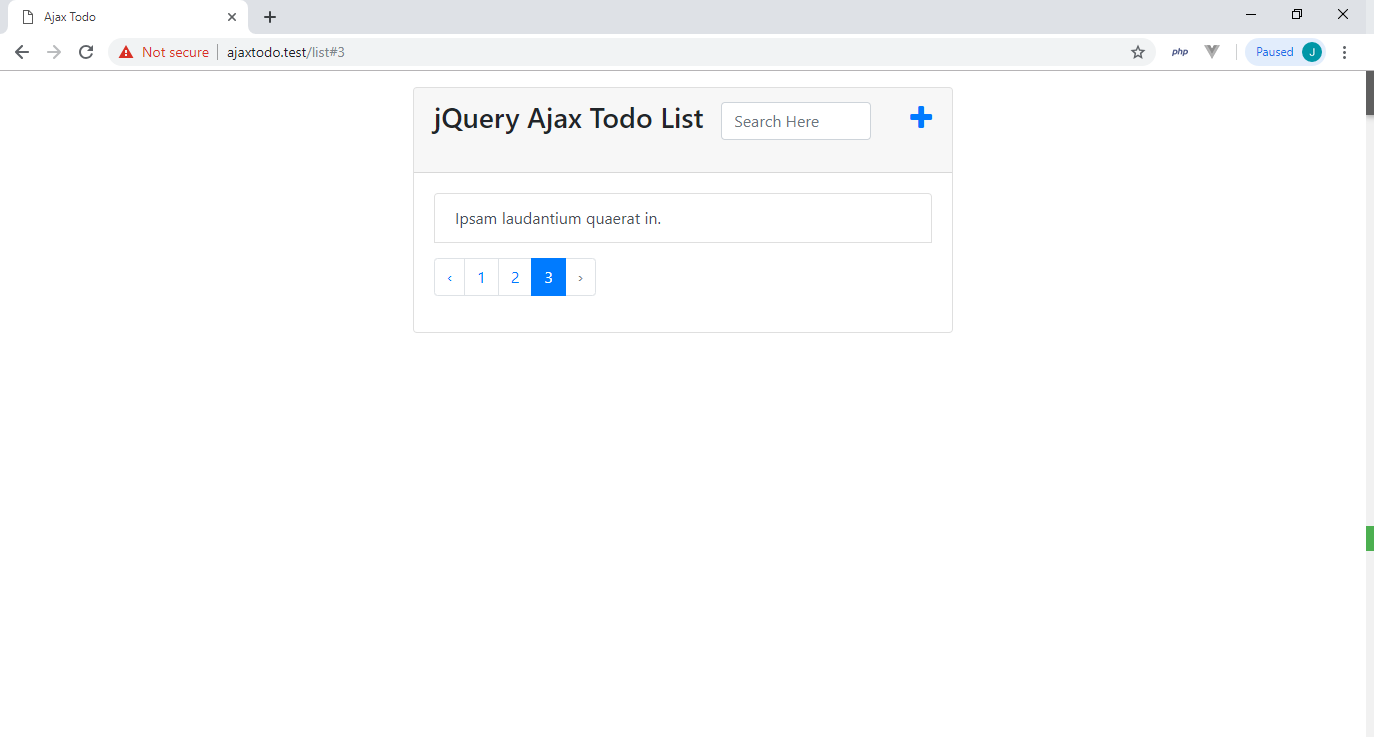 Ajax Todo
Not secure ajaxtodo.test/list#3 php Paused J
jQuery Ajax Todo List Search Here
Ipsam laudantium quaerat in.
‹ 1 2 3 ›